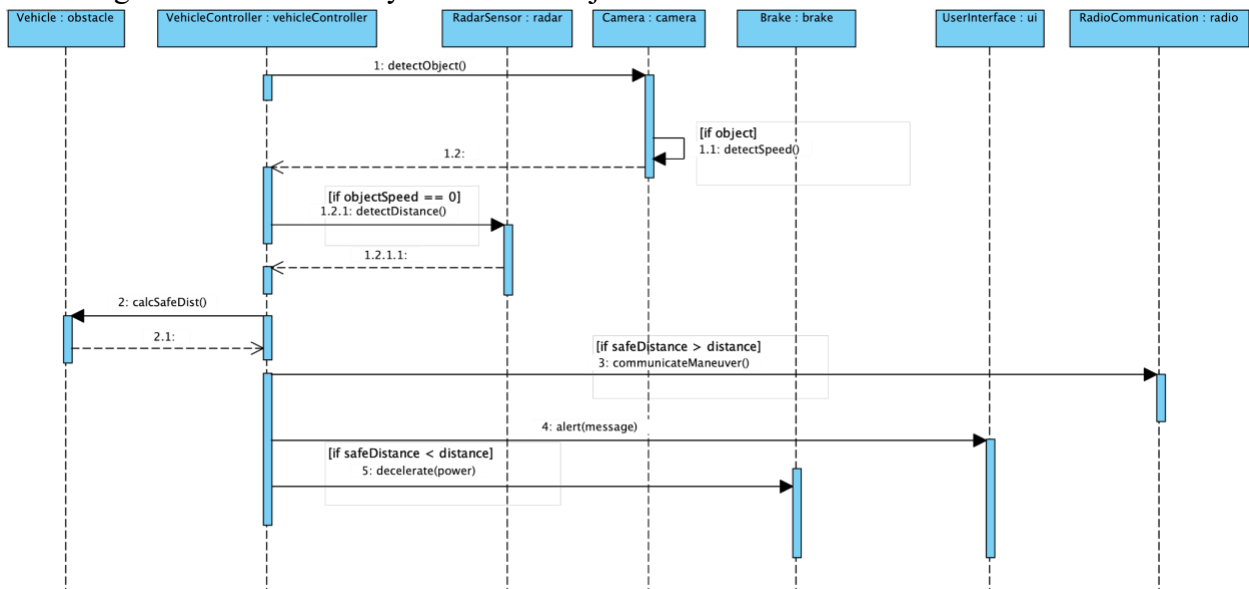 Vehicle : obstacle
VehicleController : vehicleController
RadarSensor : radar
Camera : camera
Brake : brake
UserInterface : ui
RadioCommunication : radio
1: detectObject()
[if object]
1.1: detectSpeed()
1.2:
[if objectSpeed == 0]
1.2.1: detectDistance()
1.2.1.1:
2: calcSafeDist()
2.1:
[if safeDistance > distance]
3: communicateManeuver()
4: alert(message)
[if safeDistance < distance]
5: decelerate(power)